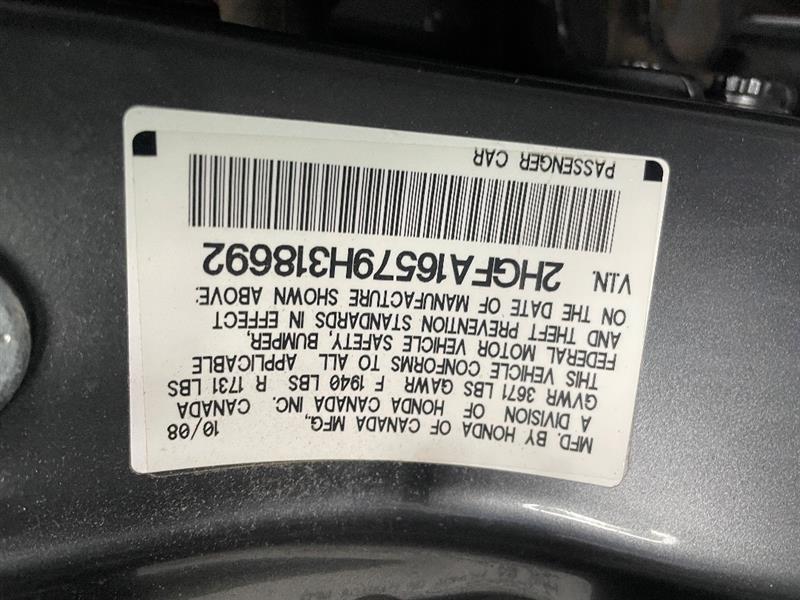 MFD. BY HONDA OF CANADA MFG., 10/08
A DIVISION OF HONDA CANADA INC. CANADA
GVWR 3671 LBS GAWR F 1940 LBS R 1731 LBS
THIS VEHICLE CONFORMS TO ALL APPLICABLE
FEDERAL MOTOR VEHICLE SAFETY, BUMPER,
AND THEFT PREVENTION STANDARDS IN EFFECT
ON THE DATE OF MANUFACTURE SHOWN ABOVE:
V.I.N. 2HGFA16579H318692
PASSENGER CAR